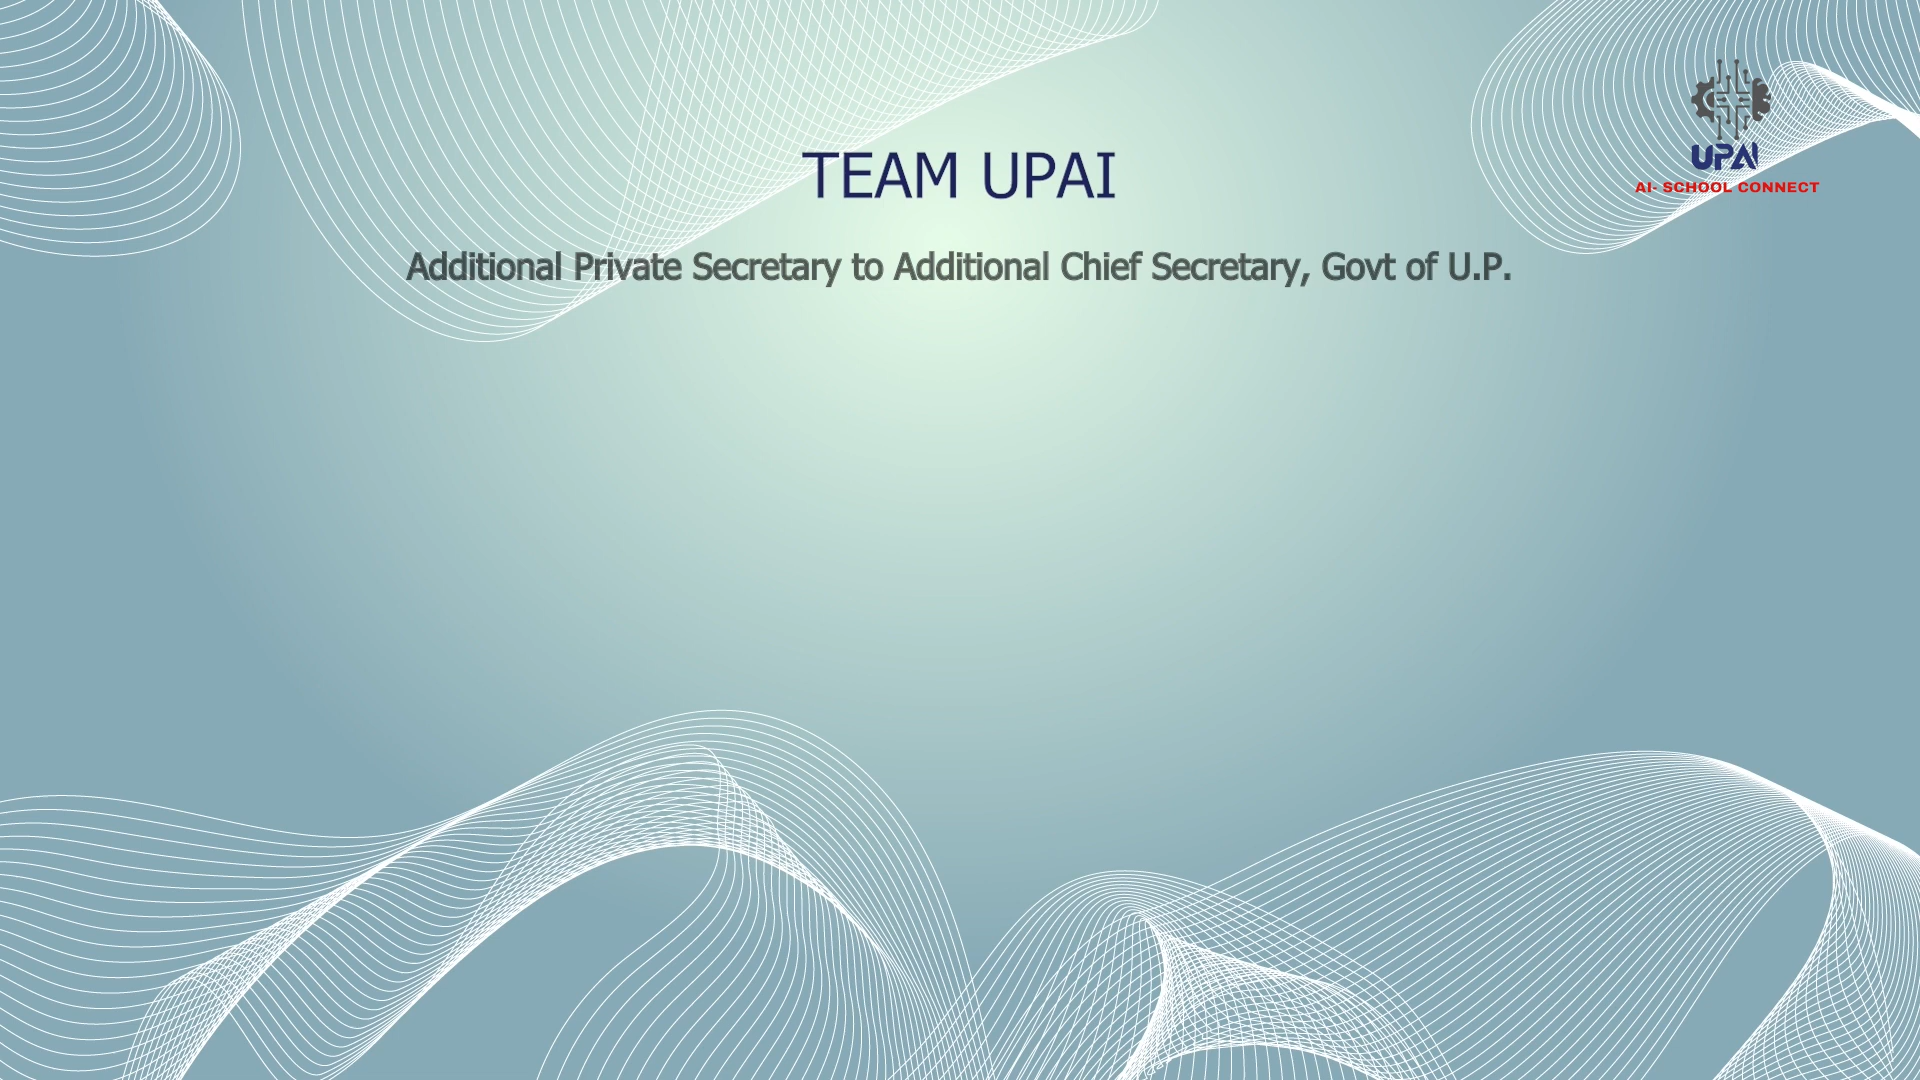 TEAM UPAI
Additional Private Secretary to Additional Chief Secretary, Govt of U.P.
UPAI
AI- SCHOOL CONNECT